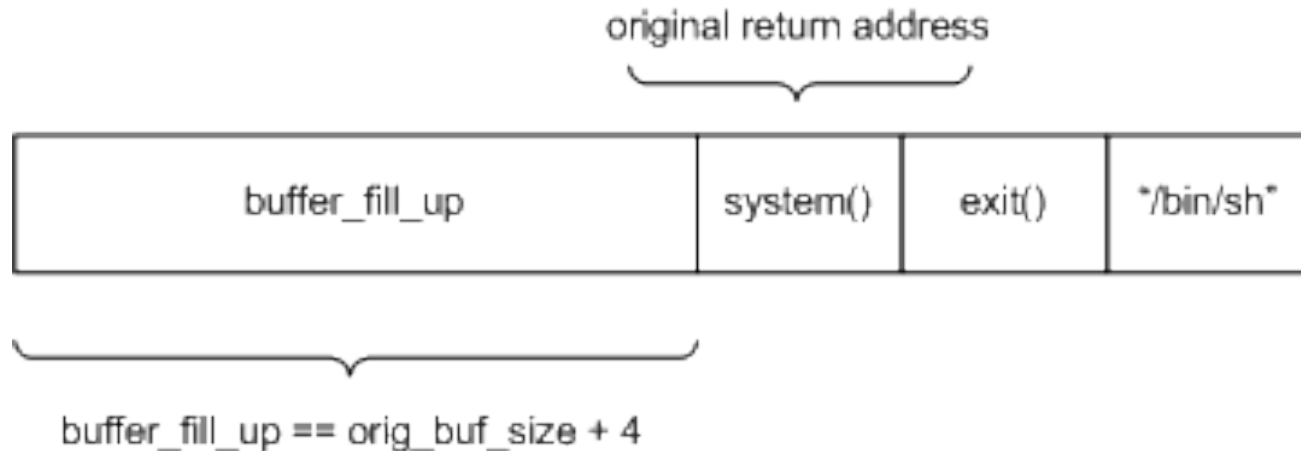 original return address
buffer_fill_up
system()
exit()
"/bin/sh"
buffer_fill_up == orig_buf_size + 4